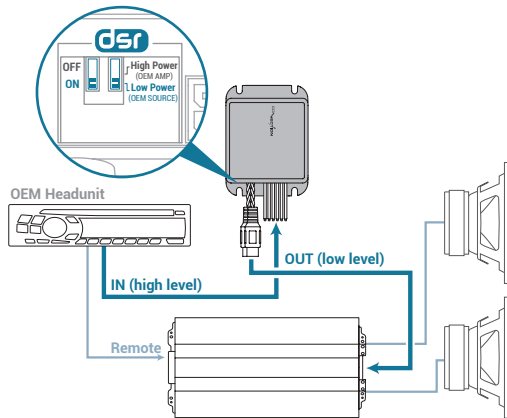 dsr
OFF
ON
High Power
(OEM AMP)
Low Power
(OEM SOURCE)
OEM Headunit
IN (high level)
OUT (low level)
Remote